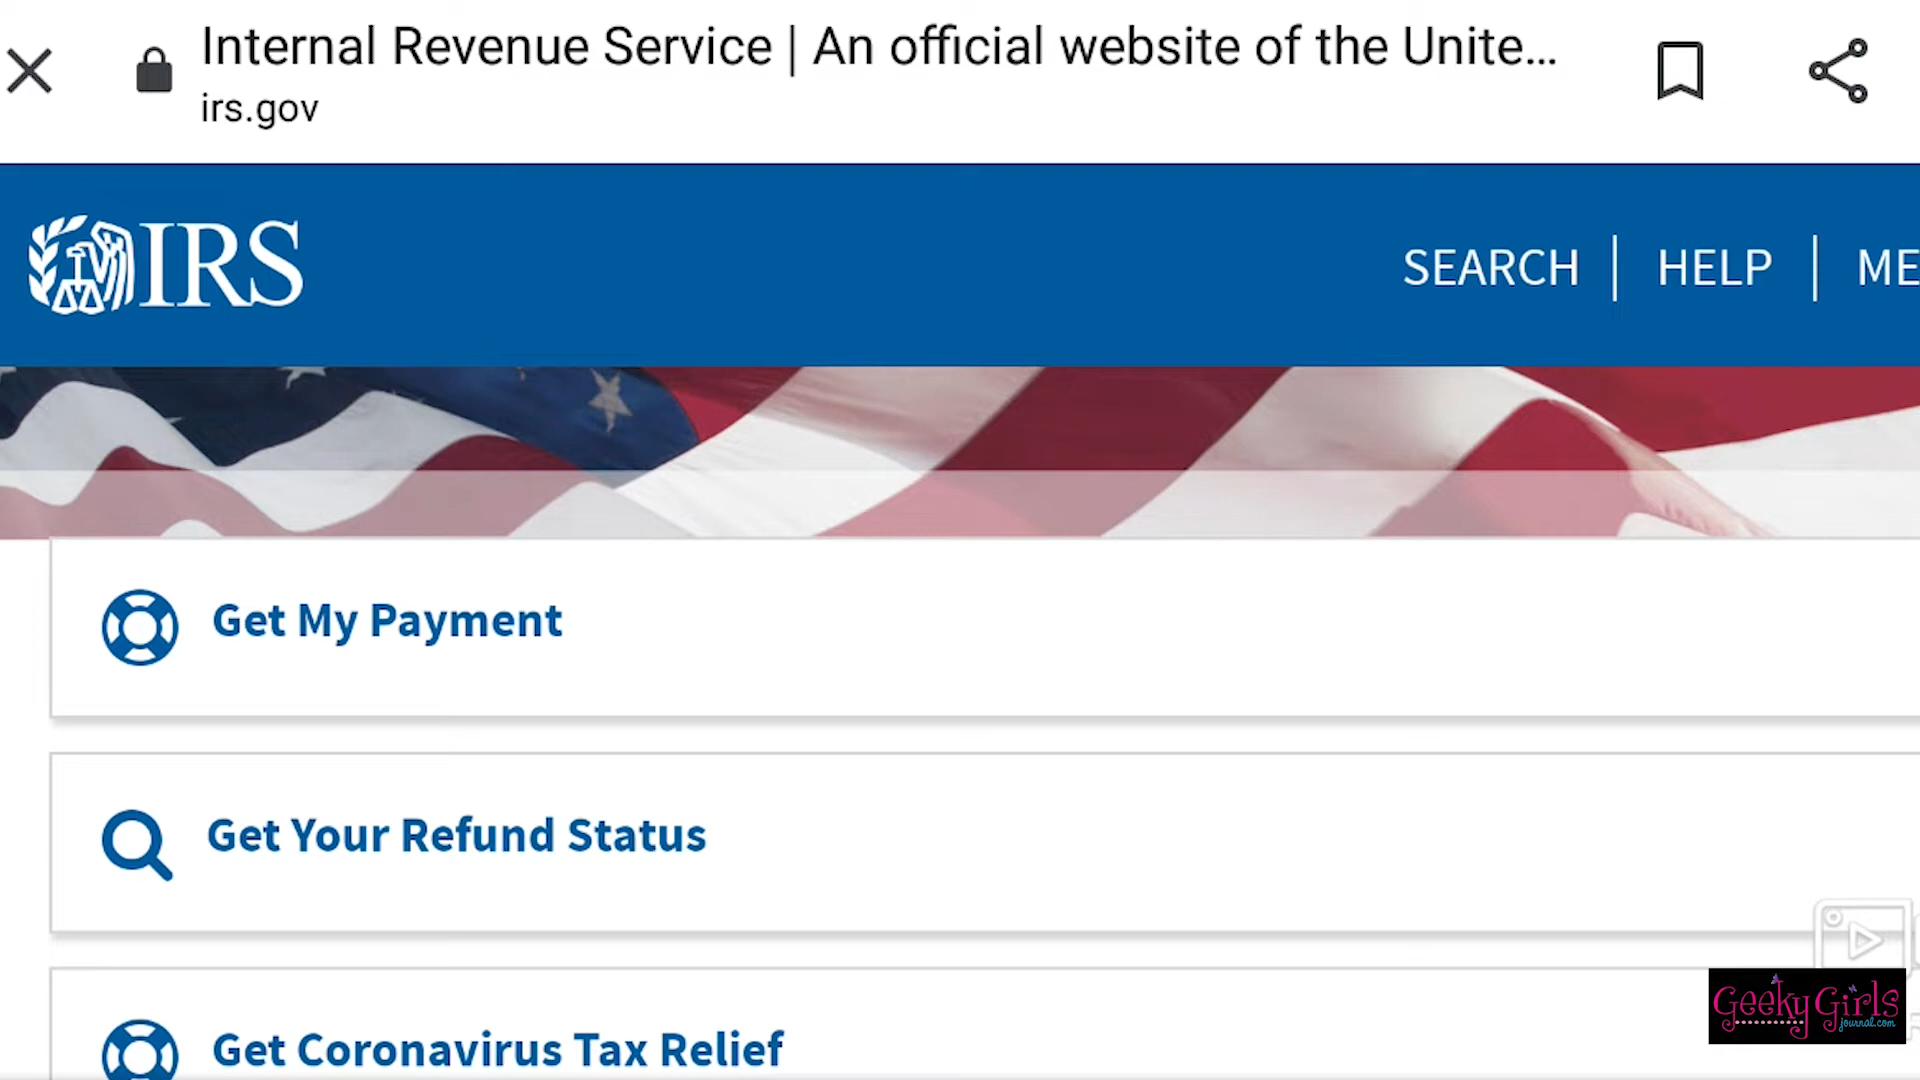 Internal Revenue Service | An official website of the Unite...
irs.gov
IRS
SEARCH | HELP | ME
Get My Payment
Get Your Refund Status
Get Coronavirus Tax Relief
Geeky Girls
journal.com